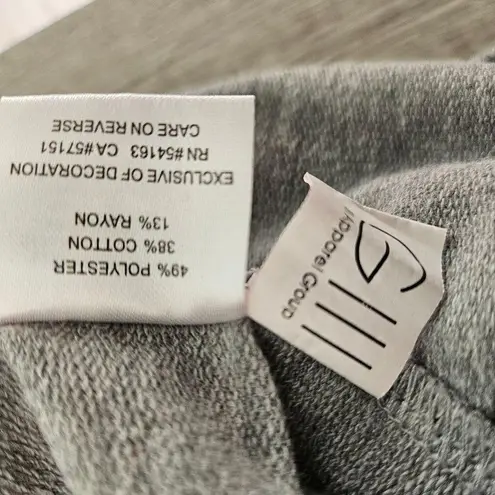 49% POLYESTER
38% COTTON
13% RAYON
EXCLUSIVE OF DECORATION
RN #54163 CA #57151
CARE ON REVERSE
Apparel Group